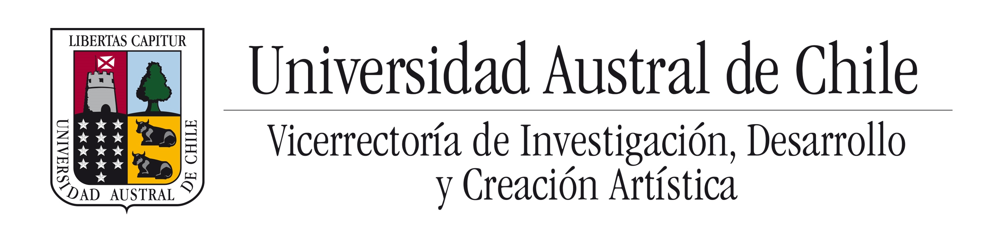 LIBERTAS CAPITUR
UNIVERSIDAD AUSTRAL DE CHILE
Universidad Austral de Chile
Vicerrectoría de Investigación, Desarrollo
y Creación Artística